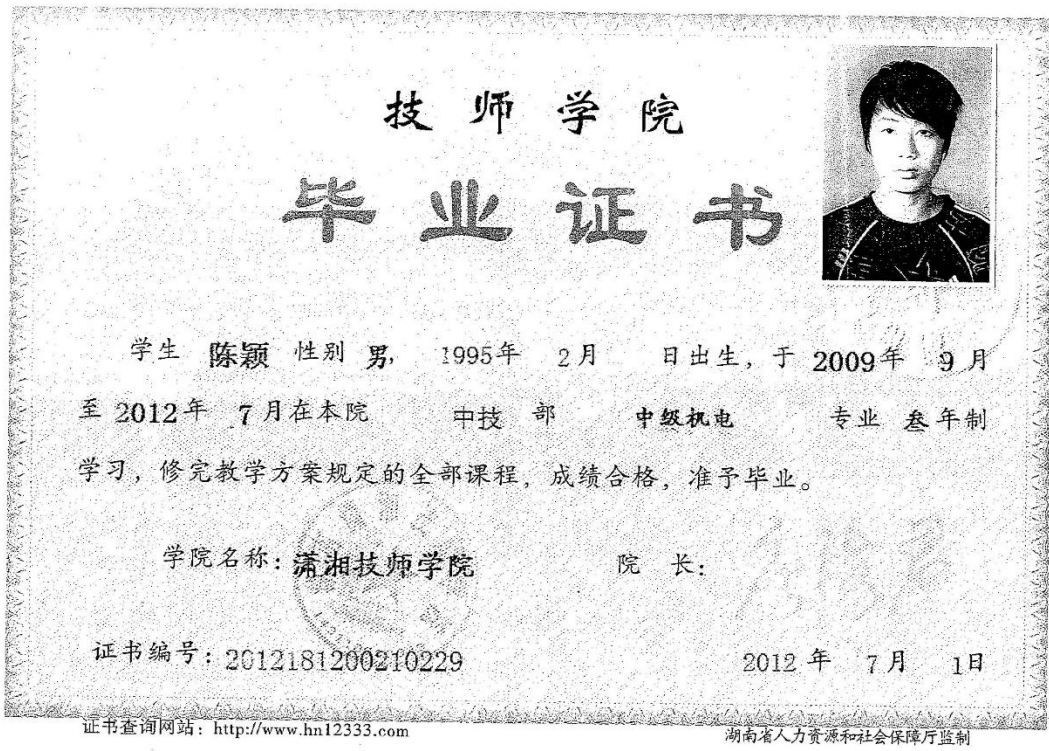 技师学院
毕业证书
学生 陈颖 性别 男, 1995年 2月 日出生, 于 2009年 9月
至 2012年 7月在本院 中技 部 中级机电 专业 叁年制
学习, 修完教学方案规定的全部课程, 成绩合格, 准予毕业。
学院名称: 潇湘技师学院 院 长:
证书编号: 2012181200210229 2012年 7月 1日
证书查询网站: http://www.hn12333.com 湖南省人力资源和社会保障厅监制